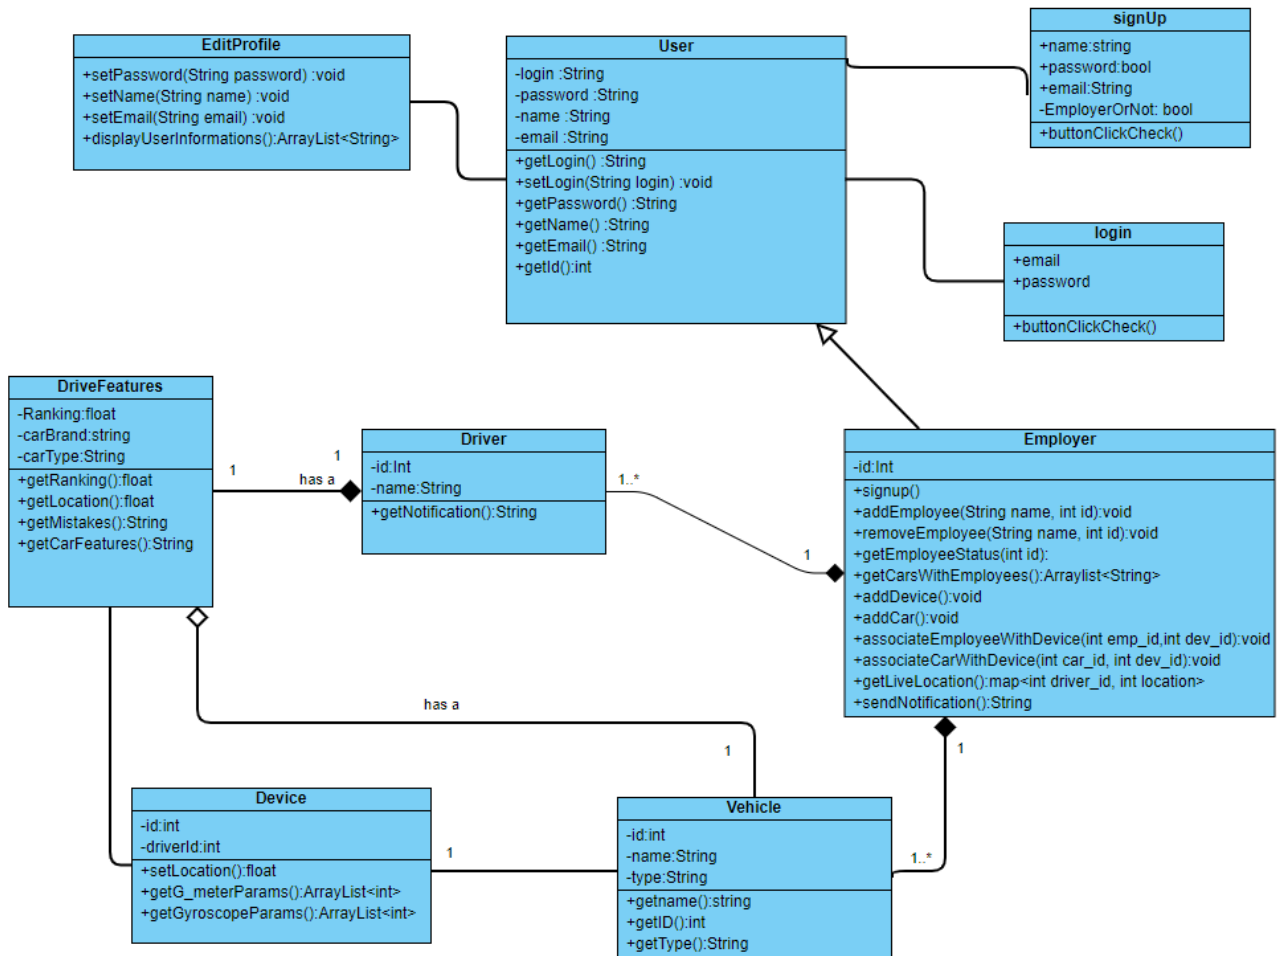 signUp
+name:string
+password:bool
+email:String
-EmployerOrNot: bool
+buttonClickCheck()
EditProfile
+setPassword(String password) :void
+setName(String name) :void
+setEmail(String email) :void
+displayUserInformations():ArrayList<String>
User
-login :String
-password :String
-name :String
-email :String
+getLogin() :String
+setLogin(String login) :void
+getPassword() :String
+getName() :String
+getEmail() :String
+getId():int
login
+email
+password
+buttonClickCheck()
DriveFeatures
-Ranking:float
-carBrand:string
-carType:String
+getRanking():float
+getLocation():float
+getMistakes():String
+getCarFeatures():String
1
1
has a
Driver
-id:Int
-name:String
+getNotification():String
1..*
1
Employer
-id:Int
+signup()
+addEmployee(String name, int id):void
+removeEmployee(String name, int id):void
+getEmployeeStatus(int id):
+getCarsWithEmployees():Arraylist<String>
+addDevice():void
+addCar():void
+associateEmployeeWithDevice(int emp_id,int dev_id):void
+associateCarWithDevice(int car_id, int dev_id):void
+getLiveLocation():map<int driver_id, int location>
+sendNotification():String
has a
1
1
Device
-id:int
-driverId:int
+setLocation():float
+getG_meterParams():ArrayList<int>
+getGyroscopeParams():ArrayList<int>
1
Vehicle
-id:int
-name:String
-type:String
+getname():string
+getID():int
+getType():String
1..*